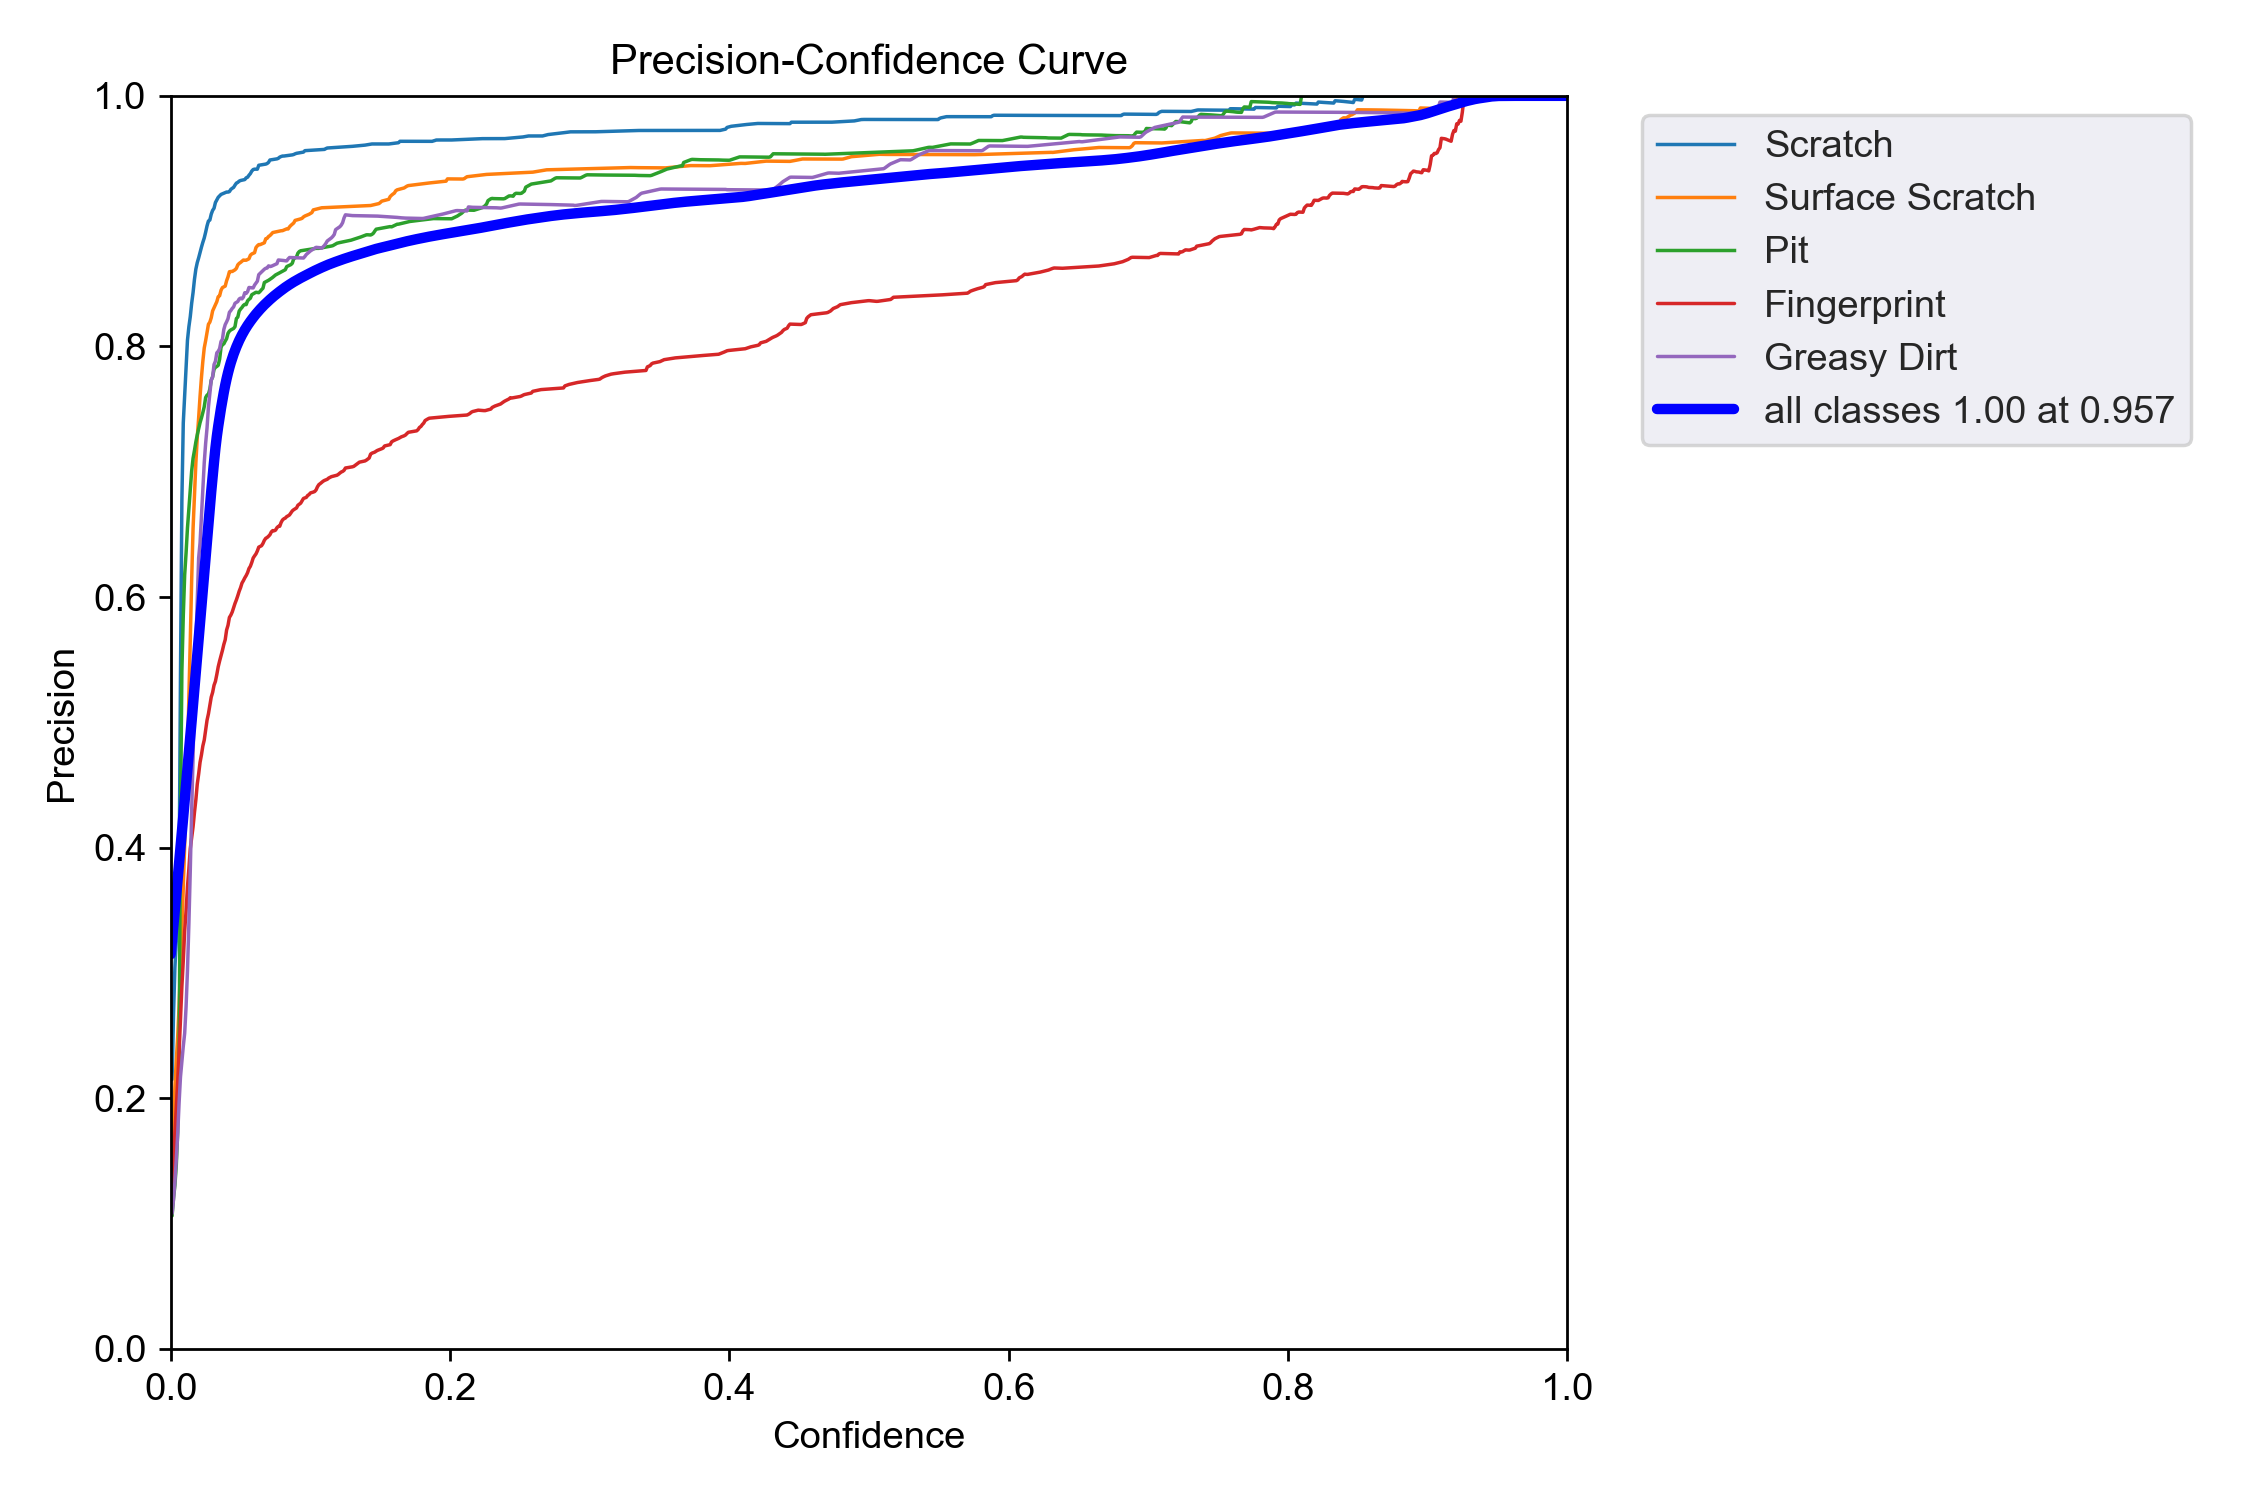 Precision-Confidence Curve
1.0
0.8
0.6
0.4
0.2
0.0
Precision
0.0 0.2 0.4 0.6 0.8 1.0
Confidence
Scratch
Surface Scratch
Pit
Fingerprint
Greasy Dirt
all classes 1.00 at 0.957